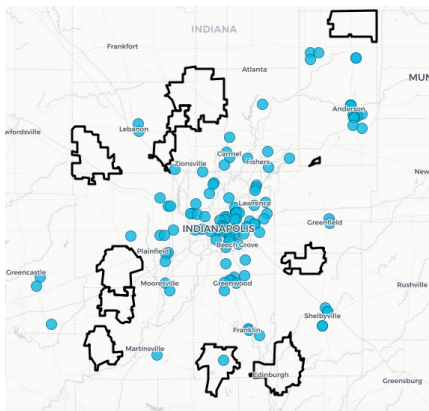 INDIANA
Frankfort
Atlanta
MUN
Anderson
Lebanon
wfordsville
Carmel
Fishers
Zionsville
New
Lawrence
Greenfield
INDIANAPOLIS
Beech Grove
Plainfield
Greencastle
Mooresville
Greenwood
Rushville
Shelbyville
Franklin
Martinsville
Edinburgh
Greensburg